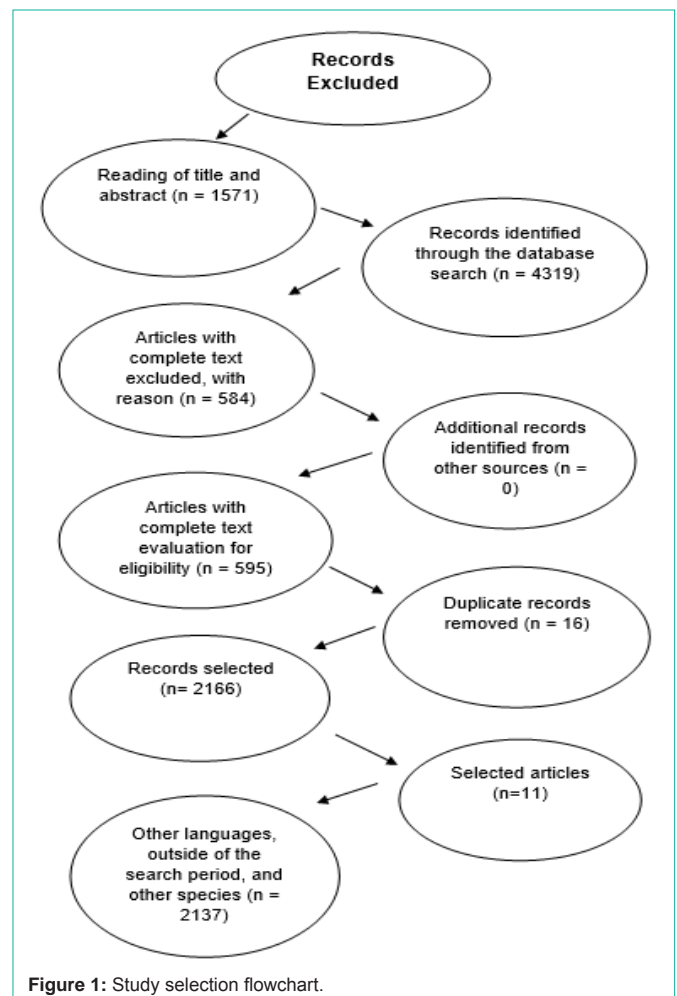 Records
Excluded
Reading of title and
abstract (n = 1571)
Records identified
through the database
search (n = 4319)
Articles with
complete text
excluded, with
reason (n = 584)
Additional records
identified from
other sources (n =
0)
Articles with
complete text
evaluation for
eligibility (n = 595)
Duplicate records
removed (n = 16)
Records selected
(n= 2166)
Selected articles
(n=11)
Other languages,
outside of the
search period, and
other species (n =
2137)
Figure 1: Study selection flowchart.